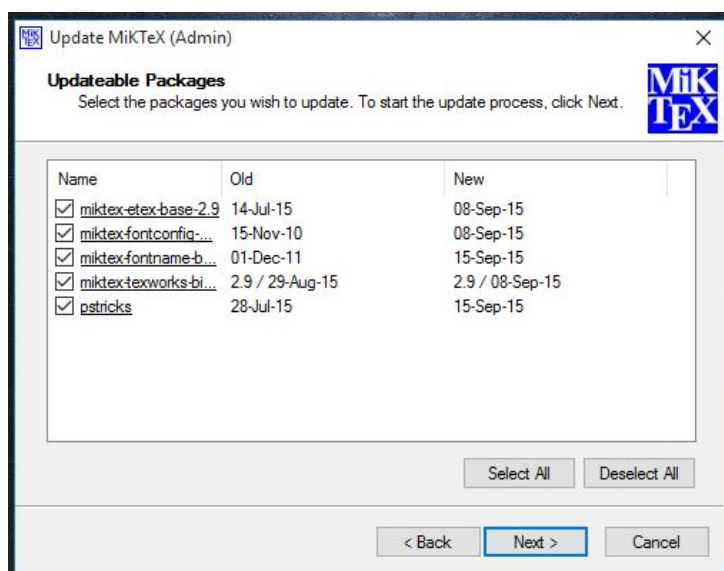 MiK TEX Update MiKTeX (Admin)
Updateable Packages
Select the packages you wish to update. To start the update process, click Next.
MiK
TEX
Name Old New
miktex-etex-base-2.9 14-Jul-15 08-Sep-15
miktex-fontconfig-... 15-Nov-10 08-Sep-15
miktex-fontname-b... 01-Dec-11 15-Sep-15
miktex-texworks-bi... 2.9 / 29-Aug-15 2.9 / 08-Sep-15
pstricks 28-Jul-15 15-Sep-15
Select All Deselect All
< Back Next > Cancel